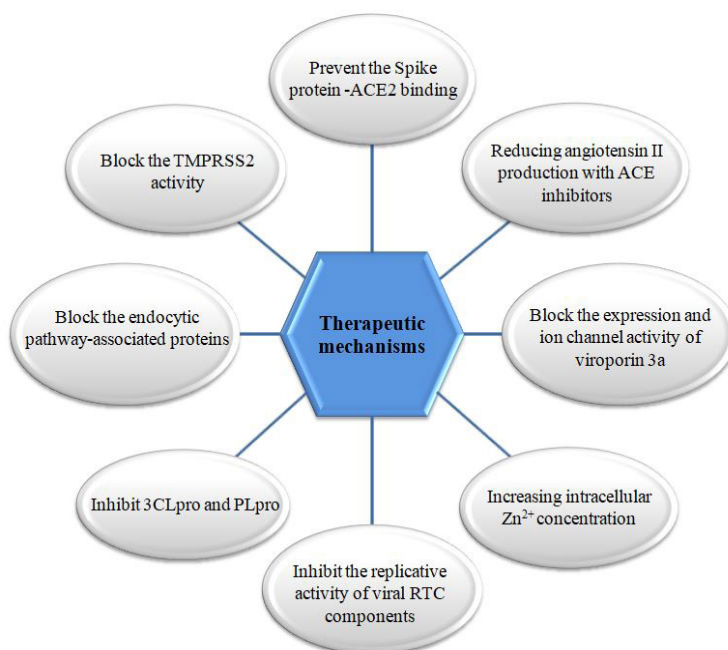 Prevent the Spike
protein -ACE2 binding
Reducing angiotensin II
production with ACE
inhibitors
Block the expression and
ion channel activity of
viroporin 3a
Increasing intracellular
Zn²⁺ concentration
Inhibit the replicative
activity of viral RTC
components
Inhibit 3CLpro and PLpro
Block the endocytic
pathway-associated proteins
Block the TMPRSS2
activity
Therapeutic
mechanisms